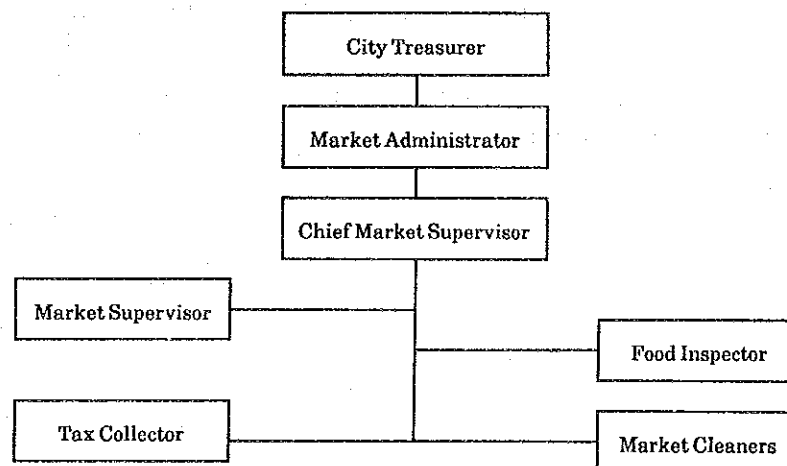 City Treasurer
Market Administrator
Chief Market Supervisor
Market Supervisor
Food Inspector
Tax Collector
Market Cleaners